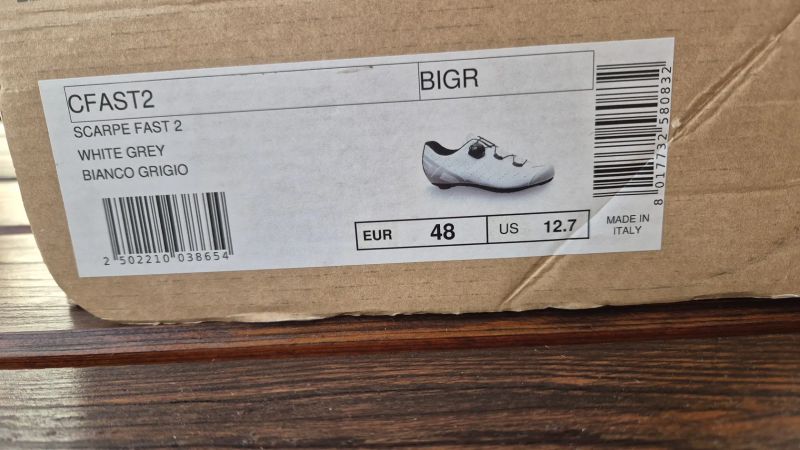 CFAST2
BIGR
SCARPE FAST 2
WHITE GREY
BIANCO GRIGIO
2 502210 038654
EUR 48 US 12.7
8 017732 580832
MADE IN
ITALY